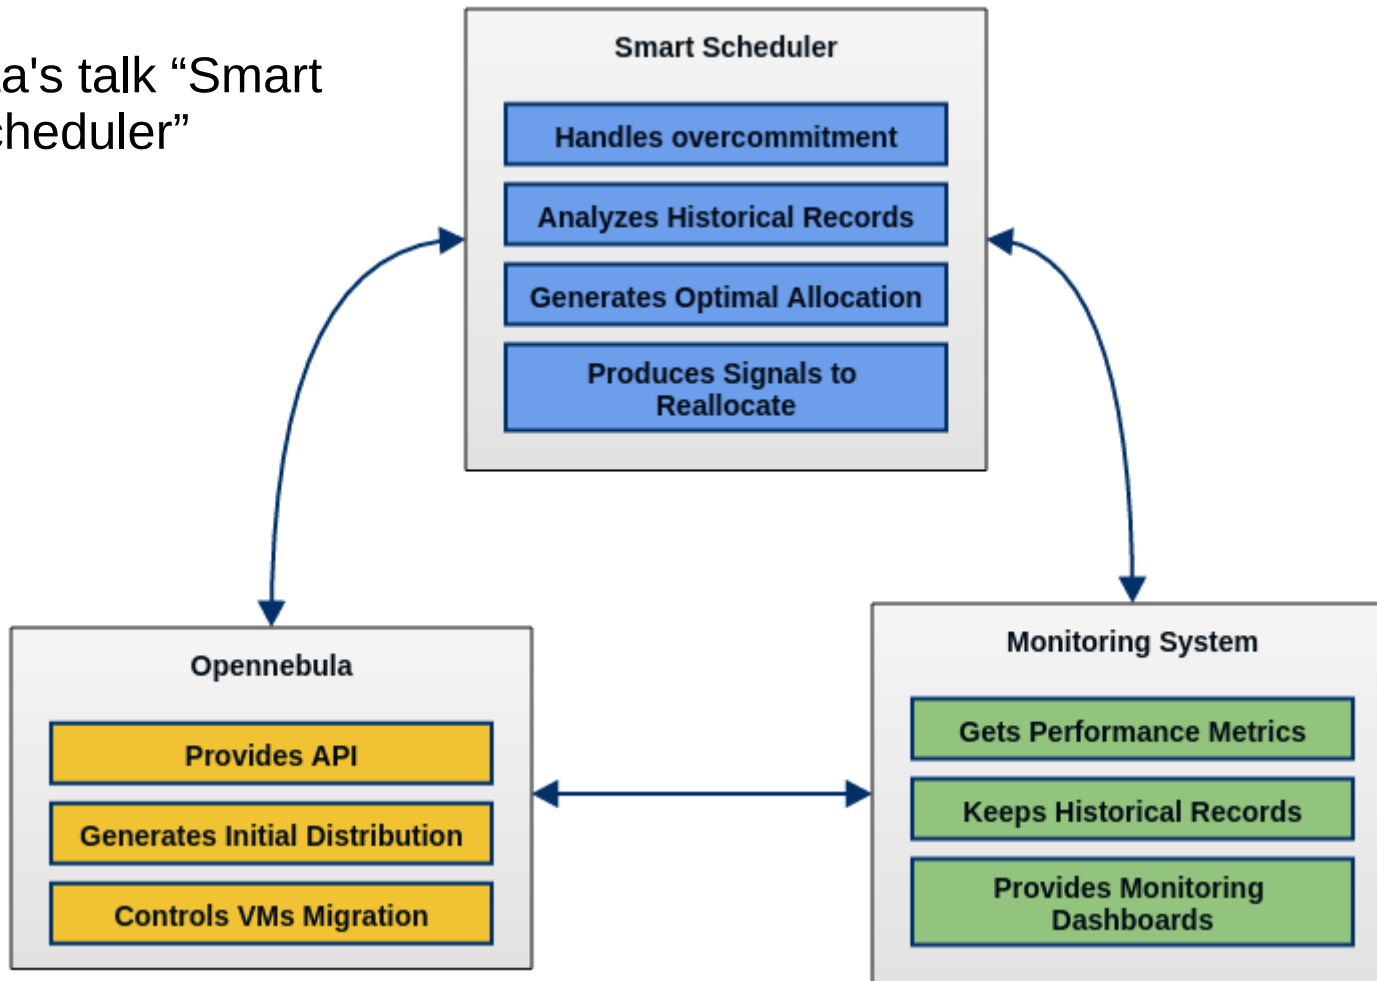 a's talk “Smart
cheduler”
Smart Scheduler
Handles overcommitment
Analyzes Historical Records
Generates Optimal Allocation
Produces Signals to
Reallocate
Opennebula
Provides API
Generates Initial Distribution
Controls VMs Migration
Monitoring System
Gets Performance Metrics
Keeps Historical Records
Provides Monitoring
Dashboards